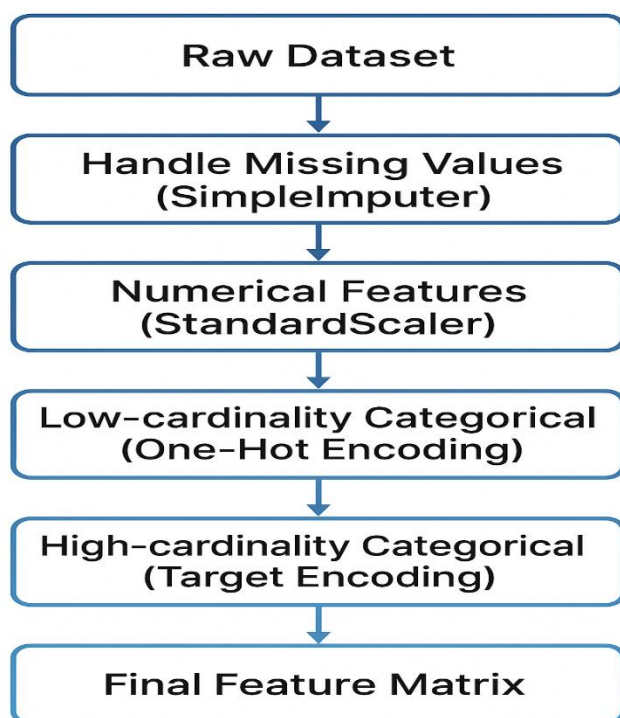 Raw Dataset
Handle Missing Values
(SimpleImputer)
Numerical Features
(StandardScaler)
Low-cardinality Categorical
(One-Hot Encoding)
High-cardinality Categorical
(Target Encoding)
Final Feature Matrix